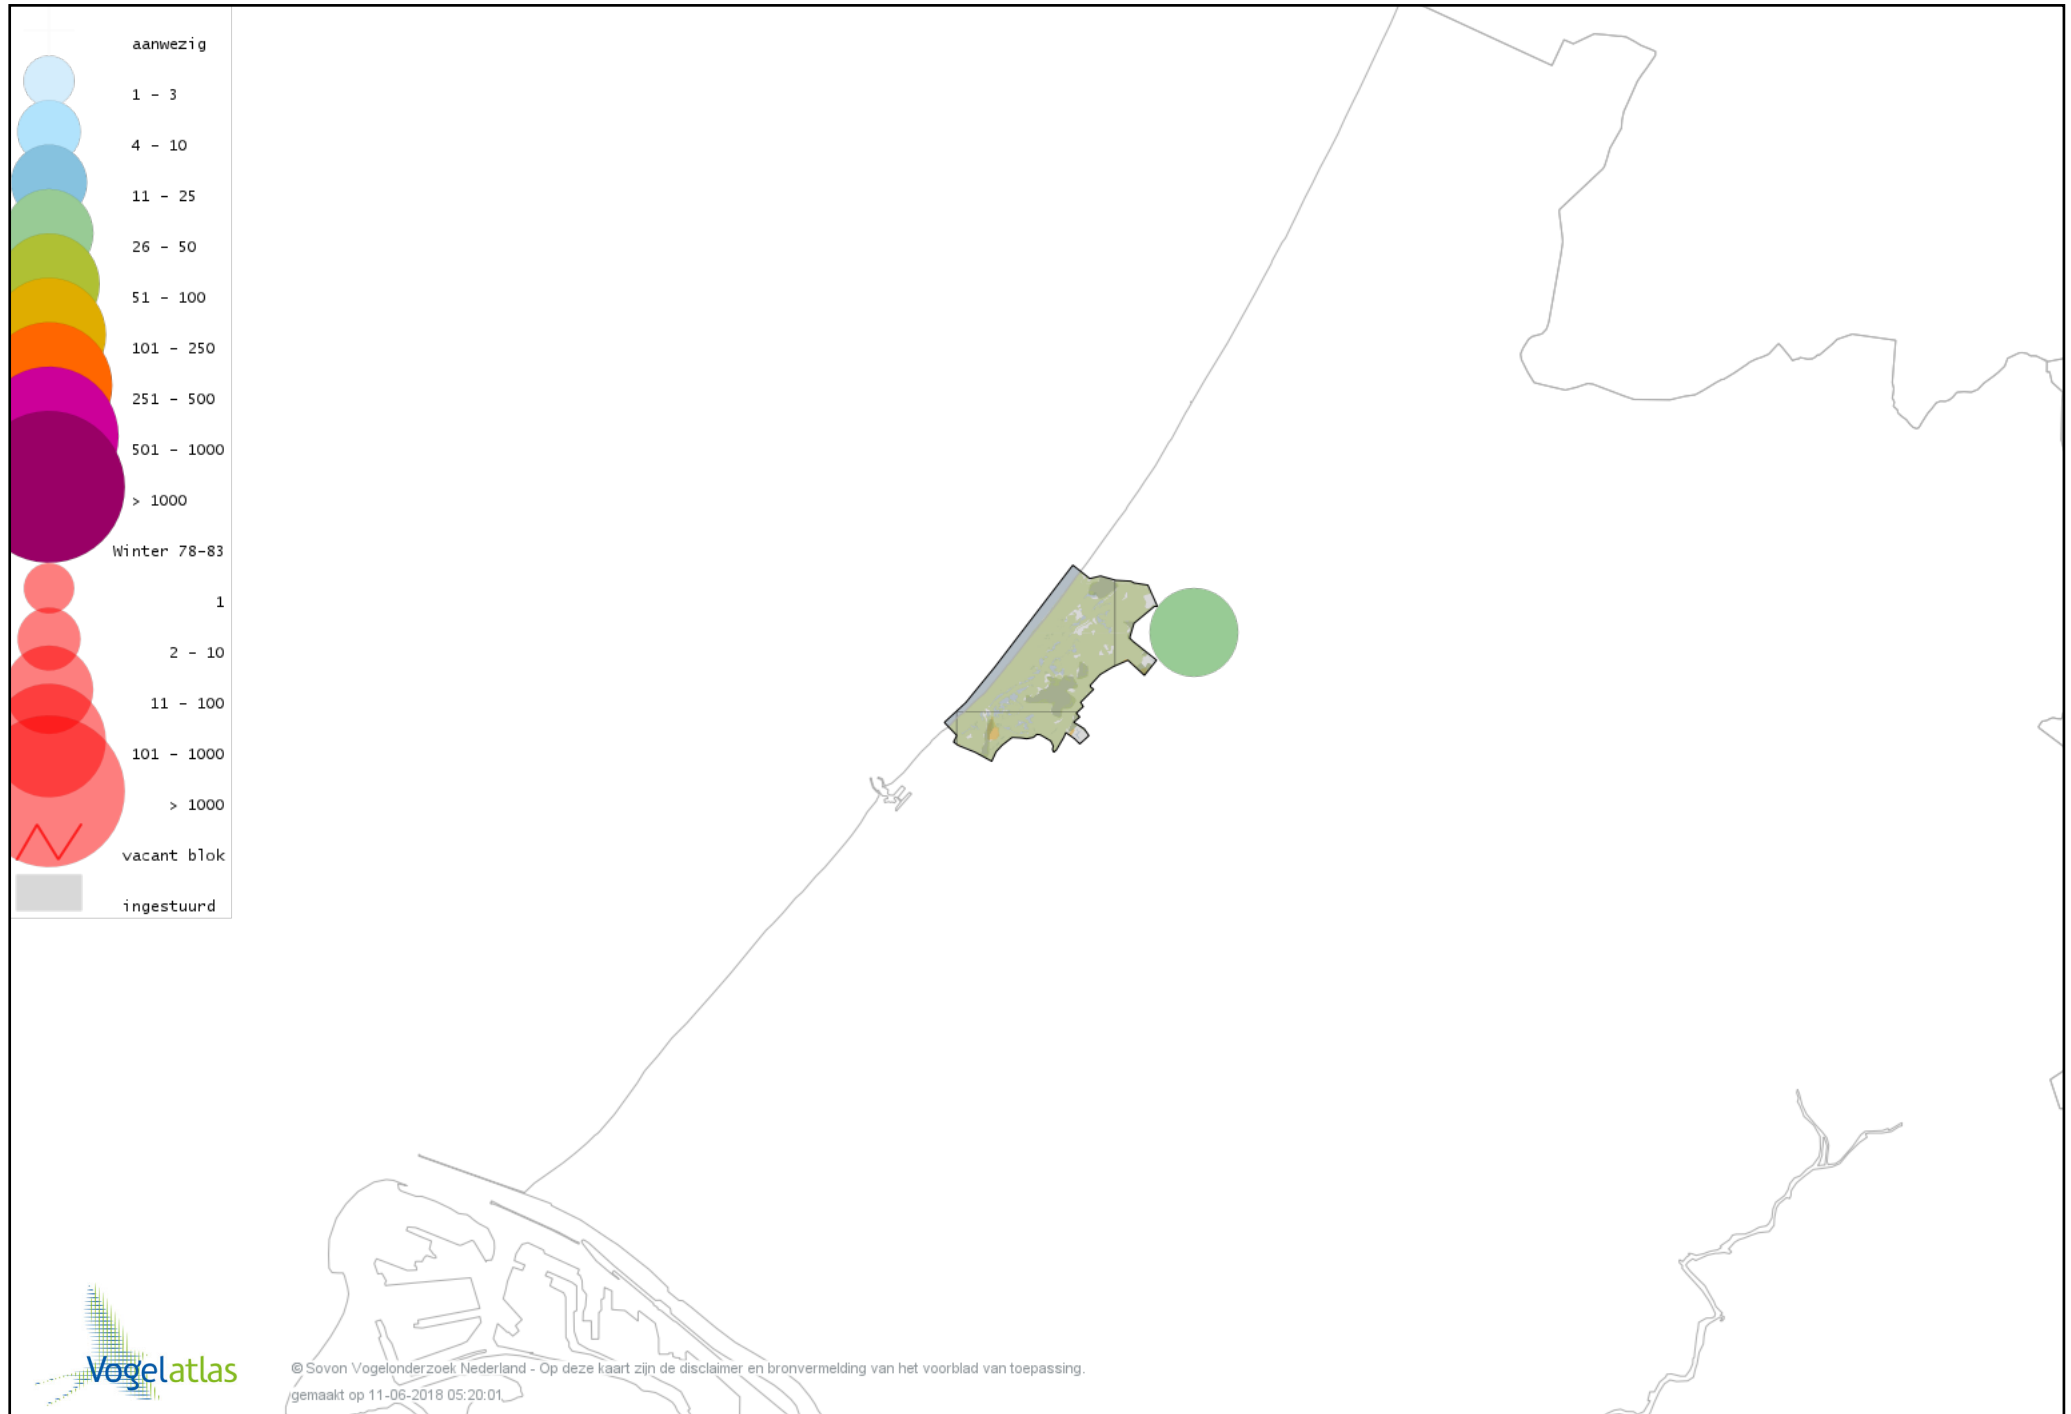 aanwezig
1 - 3
4 - 10
11 - 25
26 - 50
51 - 100
101 - 250
251 - 500
501 - 1000
> 1000
Winter 78-83
1
2 - 10
11 - 100
101 - 1000
> 1000
vacant blok
ingestuurd
Vogelatlas
© Sovon Vogelonderzoek Nederland - Op deze kaart zijn de disclaimer en bronvermelding van het voorblad van toepassing.
gemaakt op 11-06-2018 05:20:01